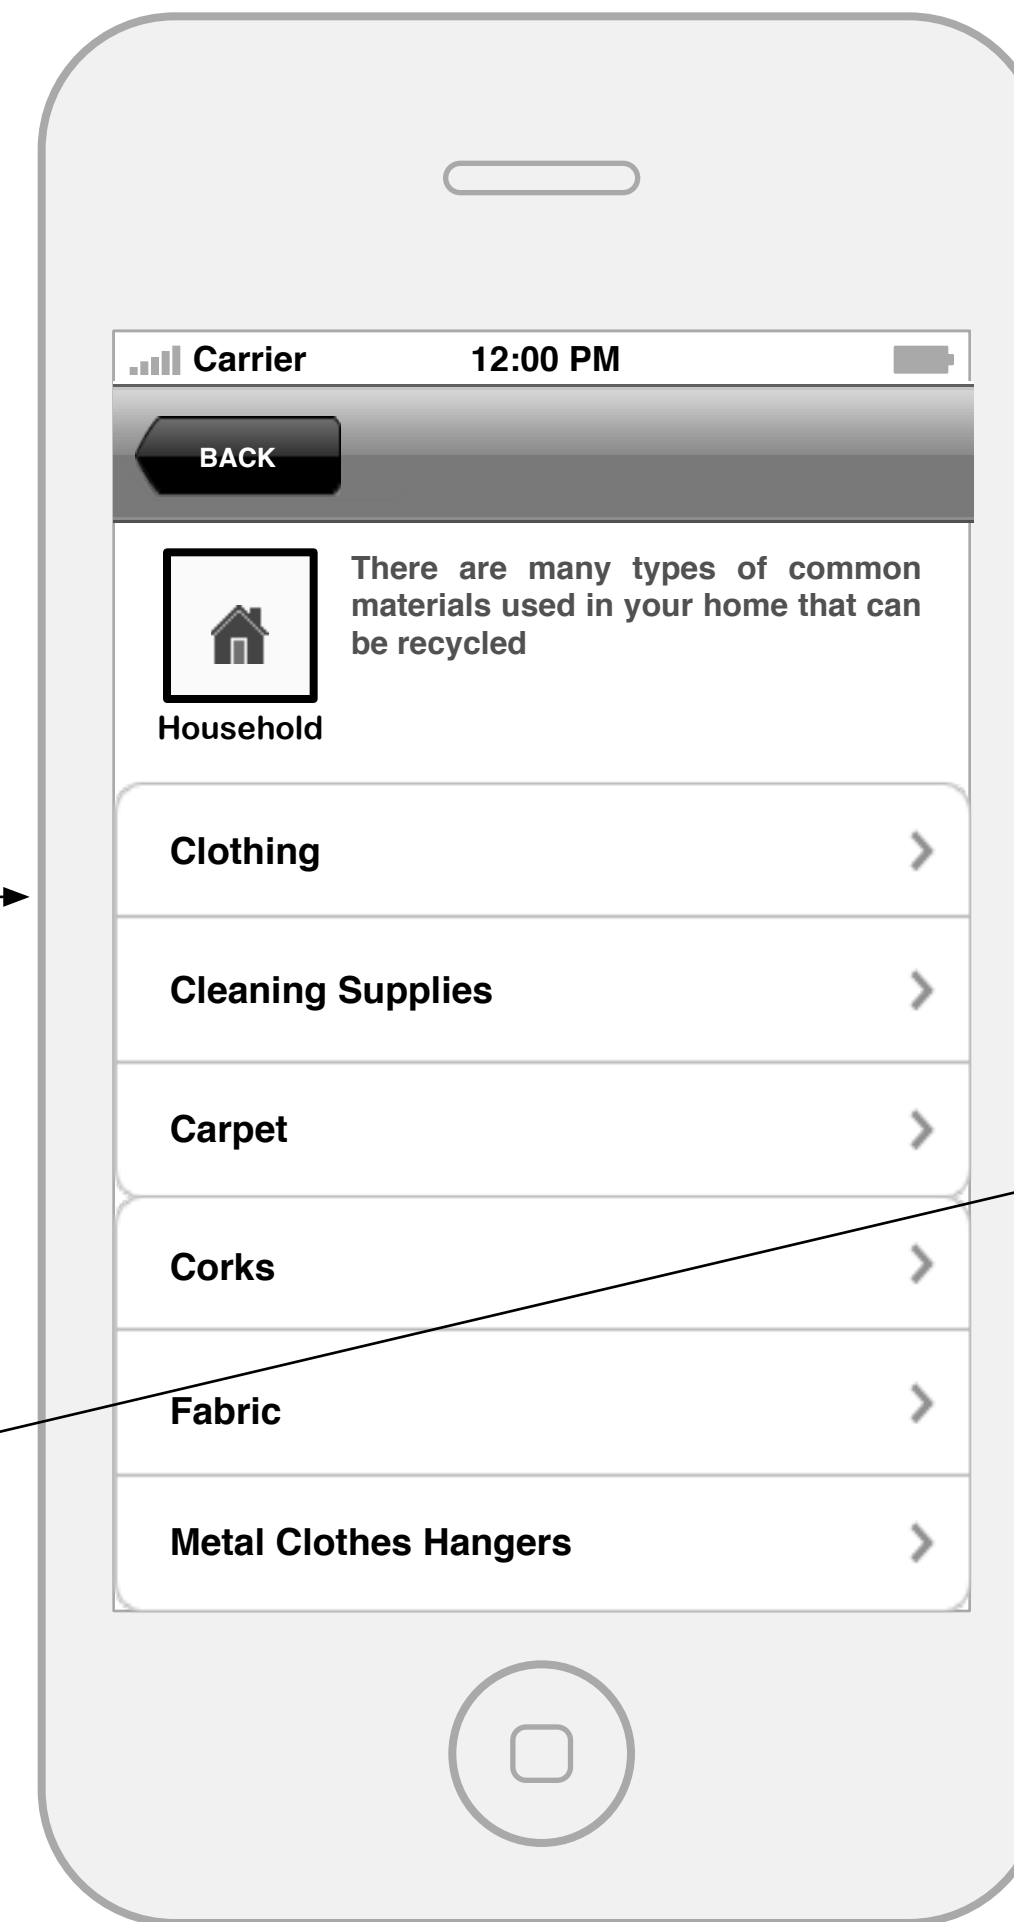 Carrier 12:00 PM
BACK
There are many types of common
materials used in your home that can
be recycled
Household
Clothing
Cleaning Supplies
Carpet
Corks
Fabric
Metal Clothes Hangers